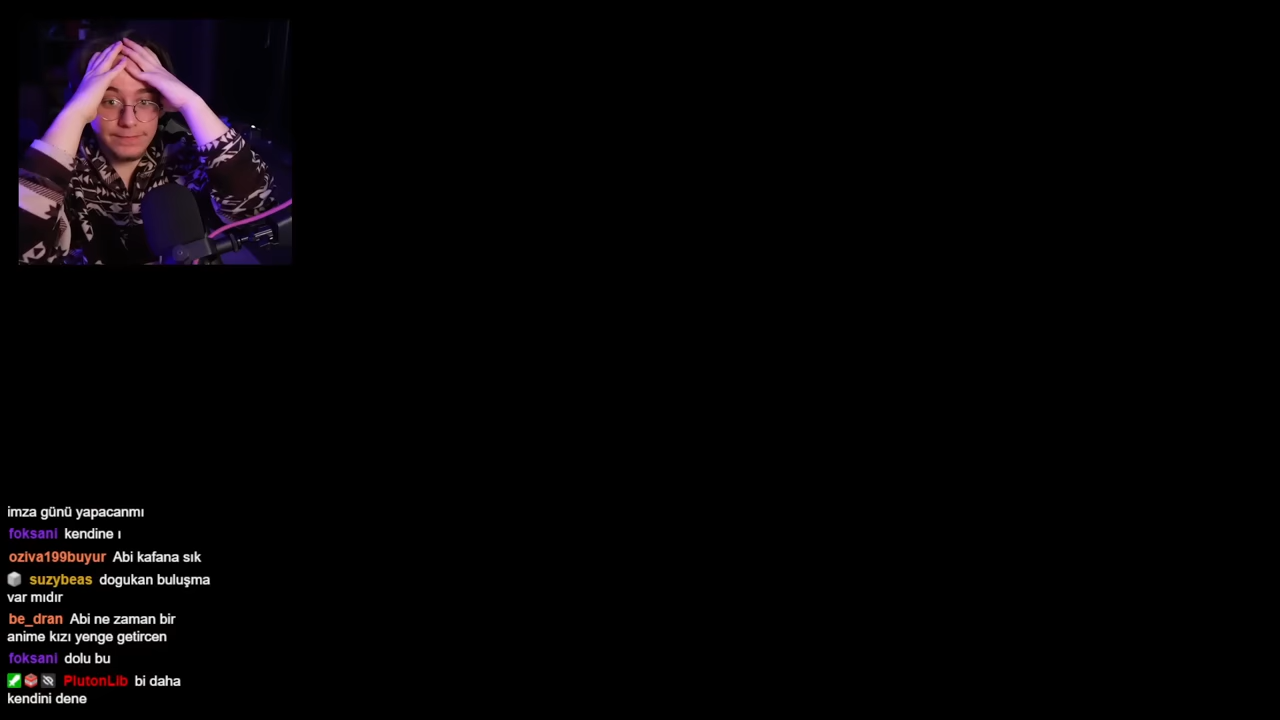 imza günü yapacanmı
foksani kendine ı
oziva199buyur Abi kafana sık
suzybeas dogukan buluşma
var mıdır
be_dran Abi ne zaman bir
anime kızı yenge getircen
foksani dolu bu
PlutonLib bi daha
kendini dene